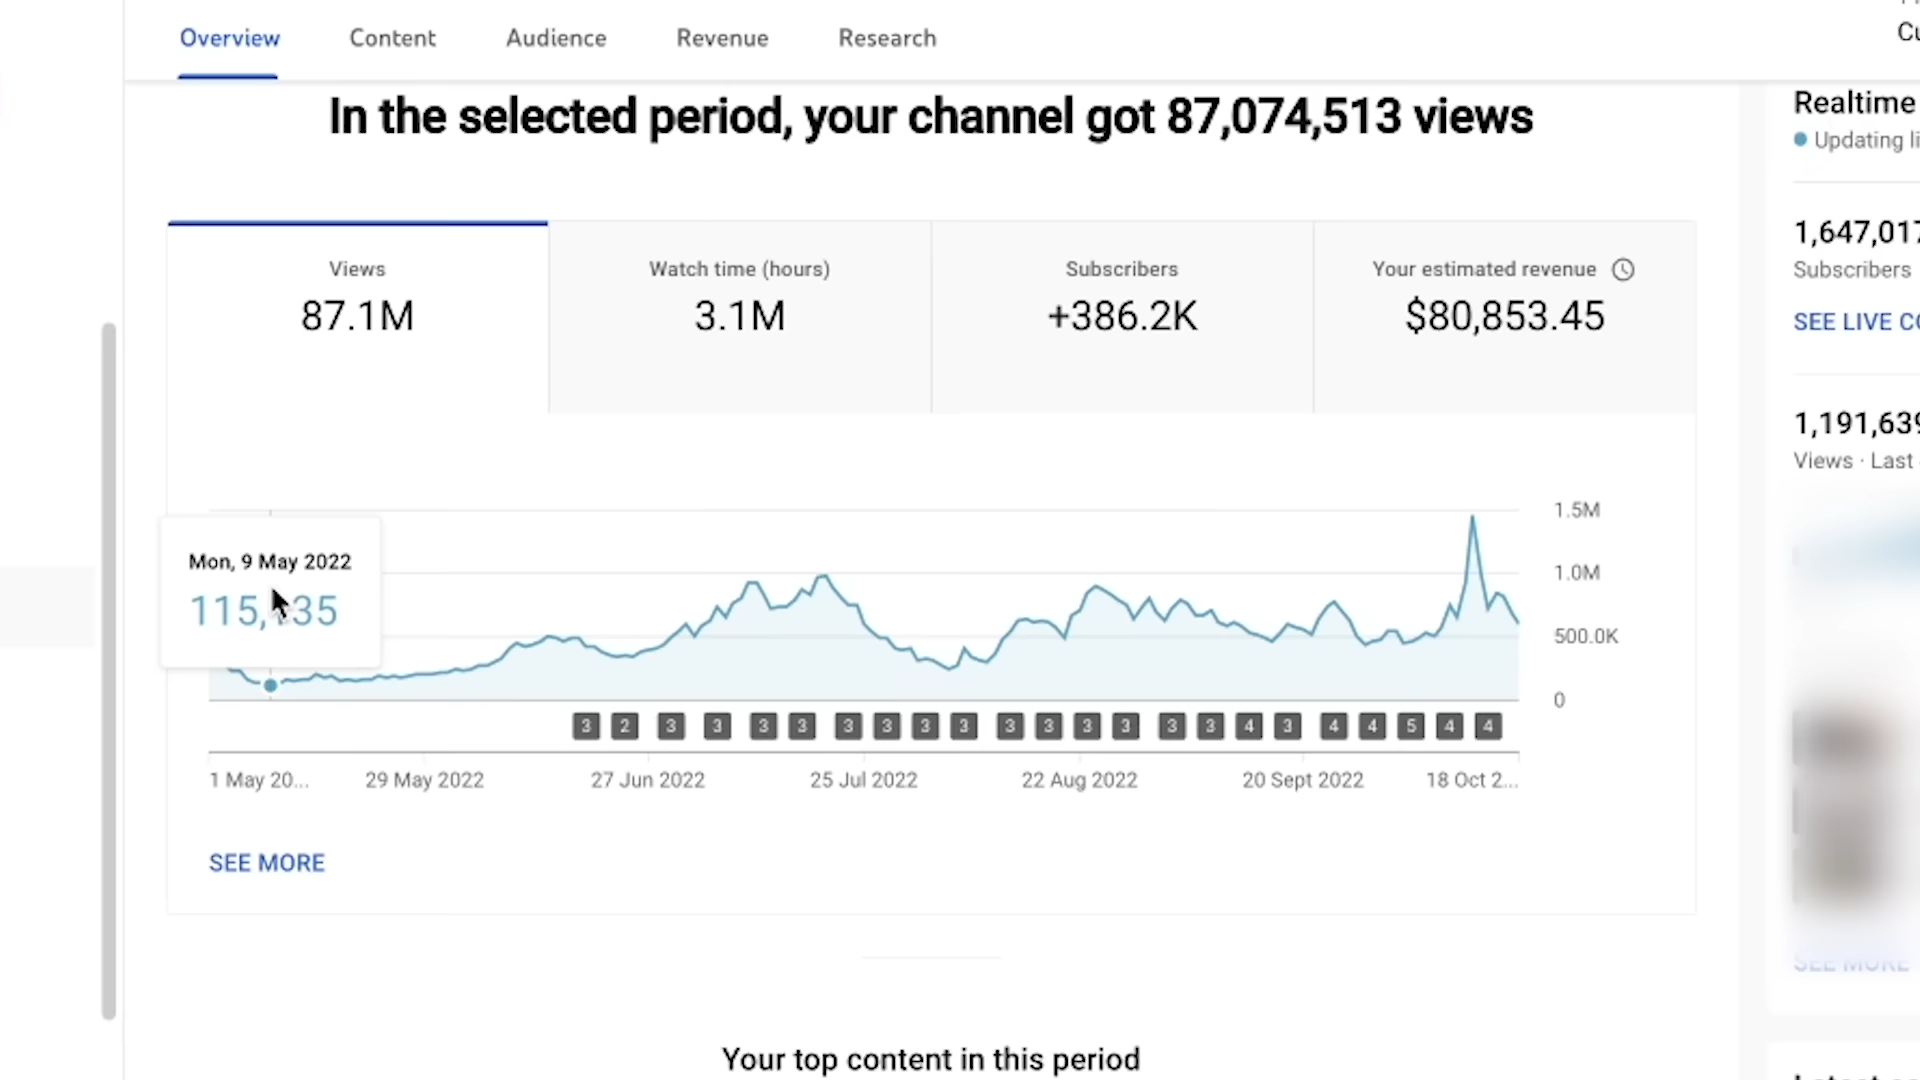 Overview Content Audience Revenue Research
In the selected period, your channel got 87,074,513 views
Views
87.1M
Watch time (hours)
3.1M
Subscribers
+386.2K
Your estimated revenue
$80,853.45
Mon, 9 May 2022
1.5M
1.0M
500.0K
0
3 2 3 3 3 3 3 3 3 3 3 3 3 3 3 3 4 3 4 4 5 4 4
1 May 20... 29 May 2022 27 Jun 2022 25 Jul 2022 22 Aug 2022 20 Sept 2022 18 Oct 2...
SEE MORE
Your top content in this period
Realtime
Updating li
1,647,017
Subscribers
SEE LIVE CO
1,191,639
Views · Last
SEE MORE